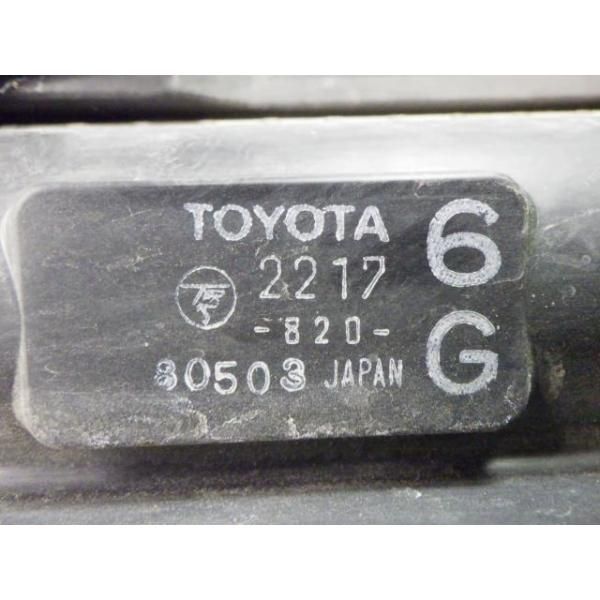 TOYOTA 6
2217
-820- G
80503 JAPAN